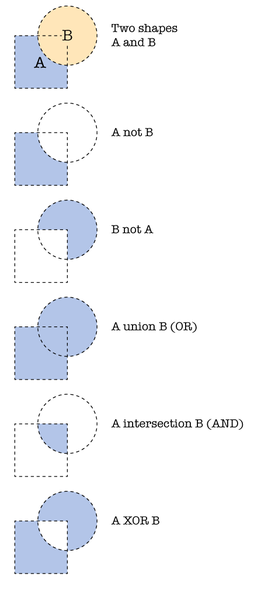 B
A
Two shapes
A and B
A not B
B not A
A union B (OR)
A intersection B (AND)
A XOR B